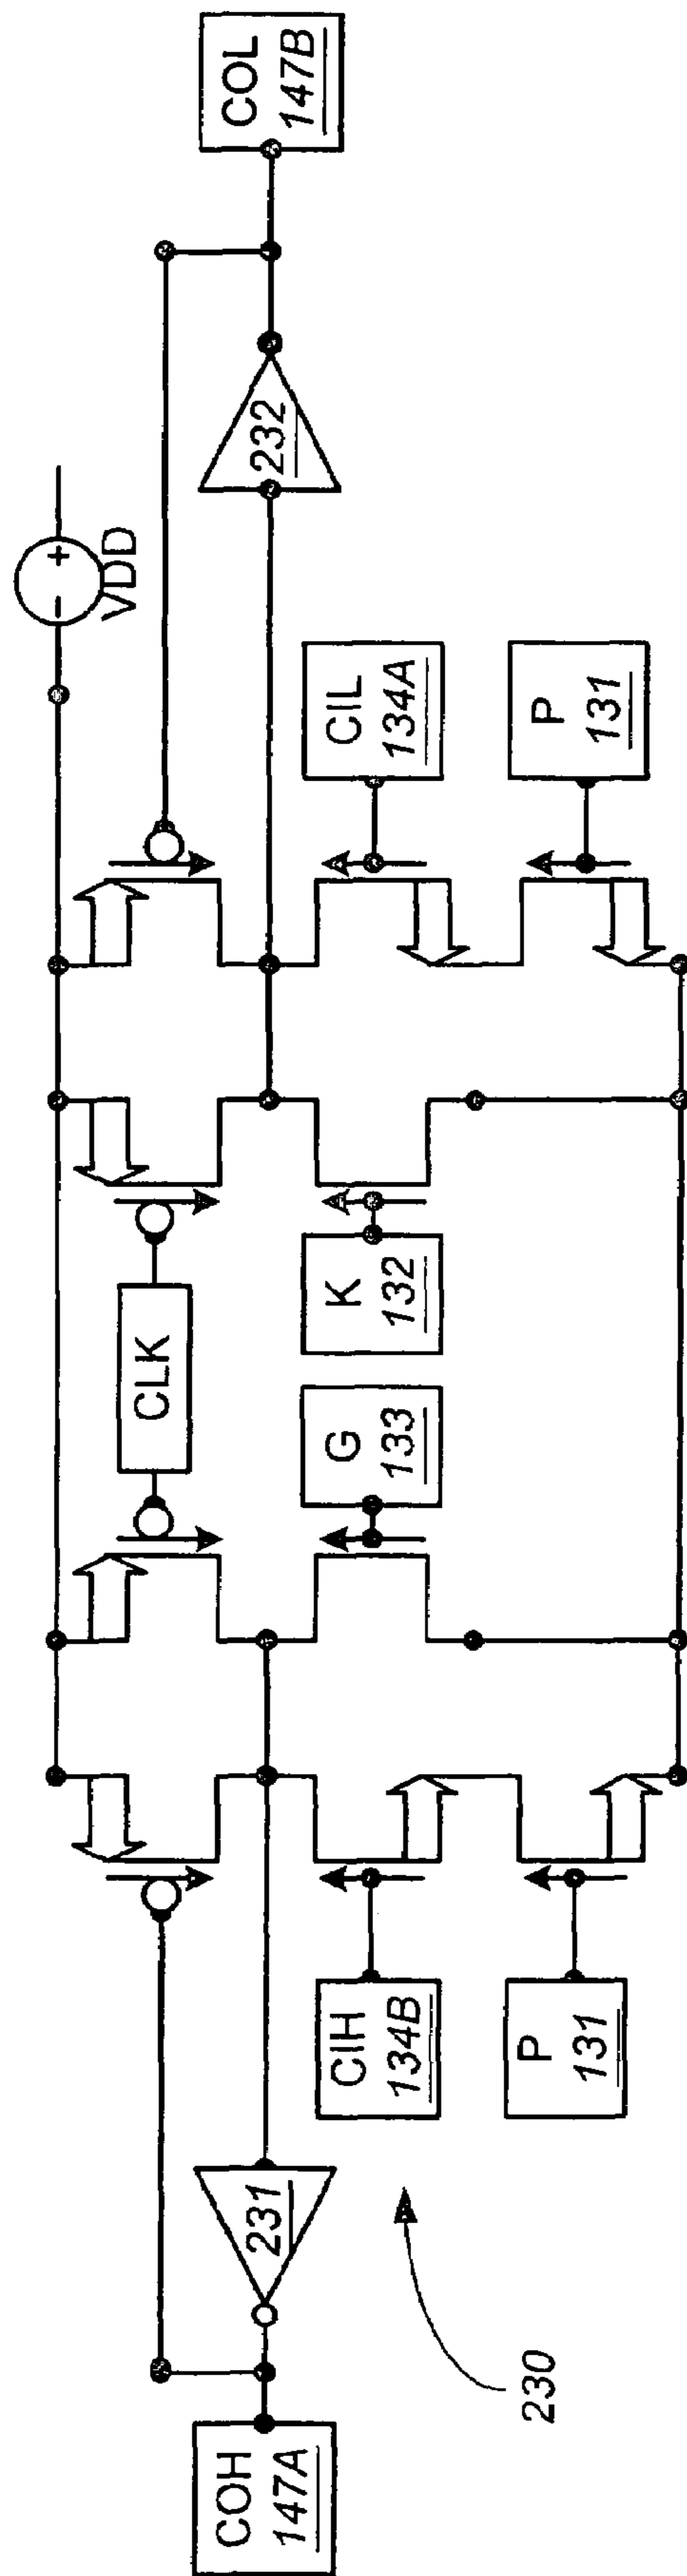 COH
147A
231
230
CIH
134B
P
131
G
133
CLK
K
132
VDD
- +
CIL
134A
P
131
232
COL
147B